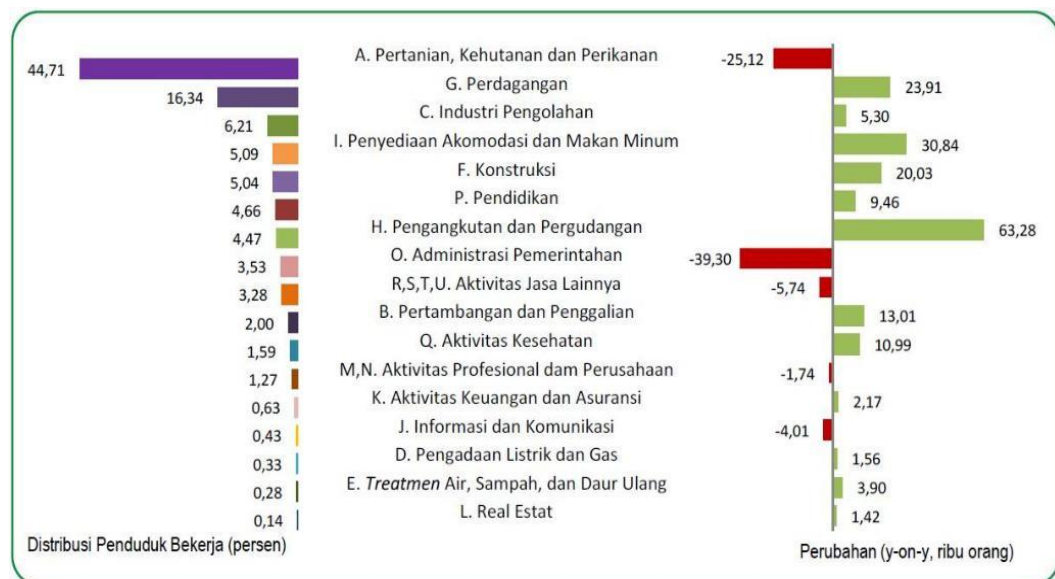 44,71 A. Pertanian, Kehutanan dan Perikanan -25,12
16,34 G. Perdagangan 23,91
6,21 C. Industri Pengolahan 5,30
5,09 I. Penyediaan Akomodasi dan Makan Minum 30,84
5,04 F. Konstruksi 20,03
4,66 P. Pendidikan 9,46
4,47 H. Pengangkutan dan Pergudangan 63,28
3,53 O. Administrasi Pemerintahan -39,30
3,28 R,S,T,U. Aktivitas Jasa Lainnya -5,74
2,00 B. Pertambangan dan Penggalian 13,01
1,59 Q. Aktivitas Kesehatan 10,99
1,27 M,N. Aktivitas Profesional dam Perusahaan -1,74
0,63 K. Aktivitas Keuangan dan Asuransi 2,17
0,43 J. Informasi dan Komunikasi -4,01
0,33 D. Pengadaan Listrik dan Gas 1,56
0,28 E. Treatmen Air, Sampah, dan Daur Ulang 3,90
0,14 L. Real Estat 1,42
Distribusi Penduduk Bekerja (persen) Perubahan (y-on-y, ribu orang)